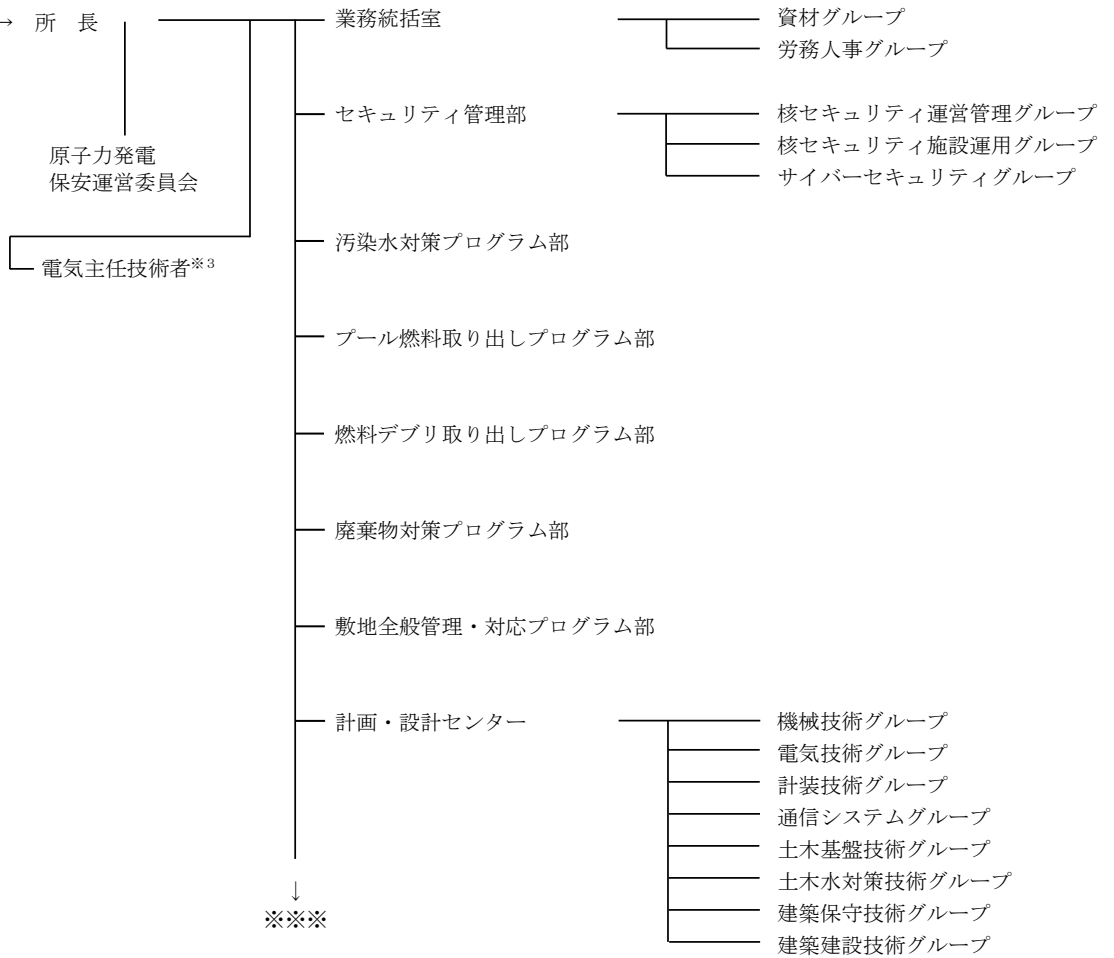 → 所 長
業務統括室
資材グループ
労務人事グループ
セキュリティ管理部
核セキュリティ運営管理グループ
核セキュリティ施設運用グループ
サイバーセキュリティグループ
原子力発電
保安運営委員会
電気主任技術者※3
汚染水対策プログラム部
プール燃料取り出しプログラム部
燃料デブリ取り出しプログラム部
廃棄物対策プログラム部
敷地全般管理・対応プログラム部
計画・設計センター
機械技術グループ
電気技術グループ
計装技術グループ
通信システムグループ
土木基盤技術グループ
土木水対策技術グループ
建築保守技術グループ
建築建設技術グループ
↓
※※※